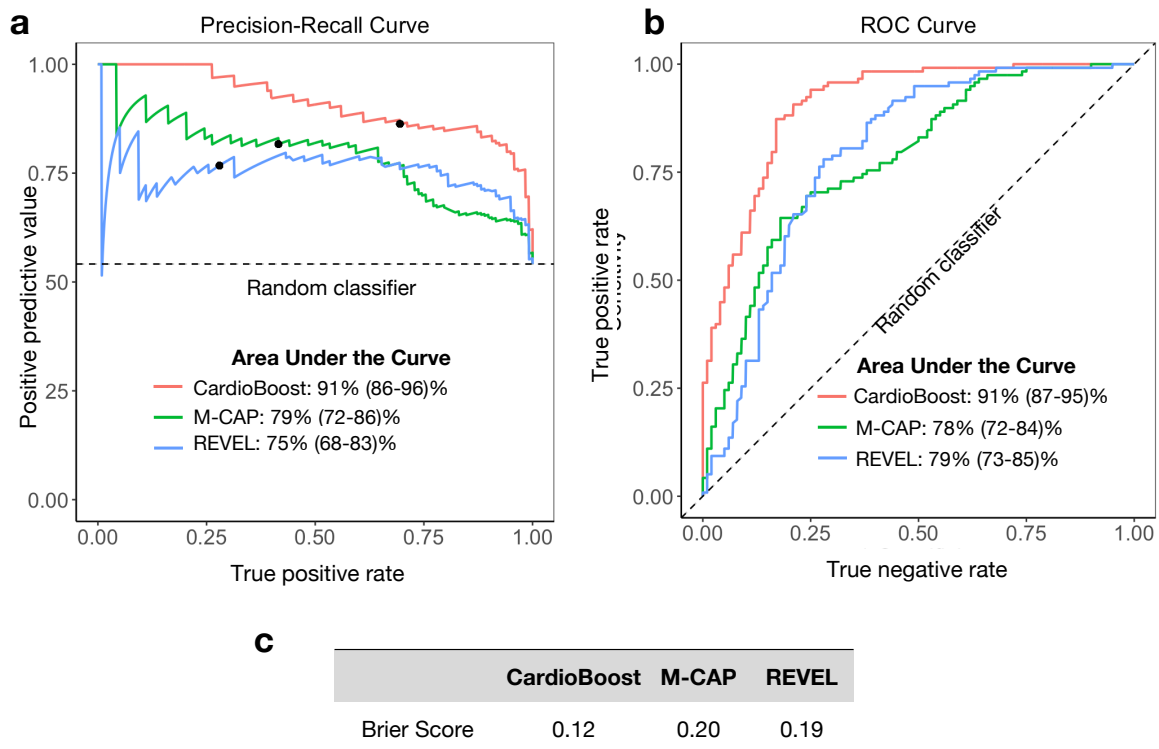 a
Precision-Recall Curve
Positive predictive value
1.00
0.75
0.50
0.25
0.00
Random classifier
Area Under the Curve
CardioBoost: 91% (86-96)%
M-CAP: 79% (72-86)%
REVEL: 75% (68-83)%
0.00 0.25 0.50 0.75 1.00
True positive rate
b
ROC Curve
True positive rate
1.00
0.75
0.50
0.25
0.00
Random classifier
Area Under the Curve
CardioBoost: 91% (87-95)%
M-CAP: 78% (72-84)%
REVEL: 79% (73-85)%
0.00 0.25 0.50 0.75 1.00
True negative rate
c
CardioBoost M-CAP REVEL
Brier Score 0.12 0.20 0.19